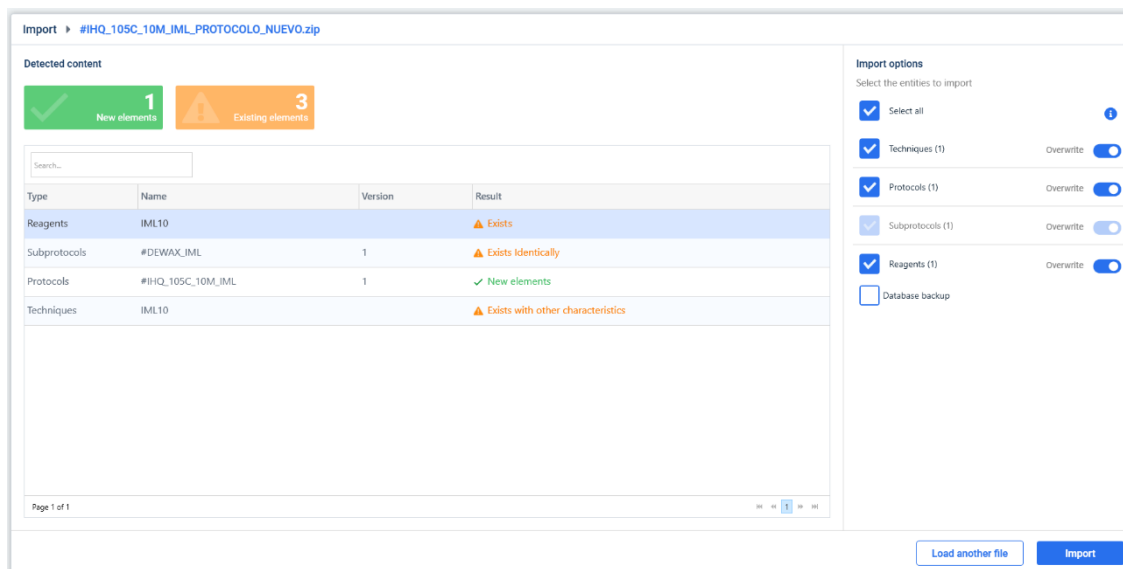 Import #IHQ_105C_10M_IML_PROTOCOLO_NUEVO.zip
Detected content
1
New elements
3
Existing elements
Search...
Type Name Version Result
Reagents IML10 Exists
Subprotocols #DEWAX_IML 1 Exists Identically
Protocols #IHQ_105C_10M_IML 1 New elements
Techniques IML10 Exists with other characteristics
Page 1 of 1
1
Import options
Select the entities to import
Select all
Techniques (1) Overwrite
Protocols (1) Overwrite
Subprotocols (1) Overwrite
Reagents (1) Overwrite
Database backup
Load another file
Import